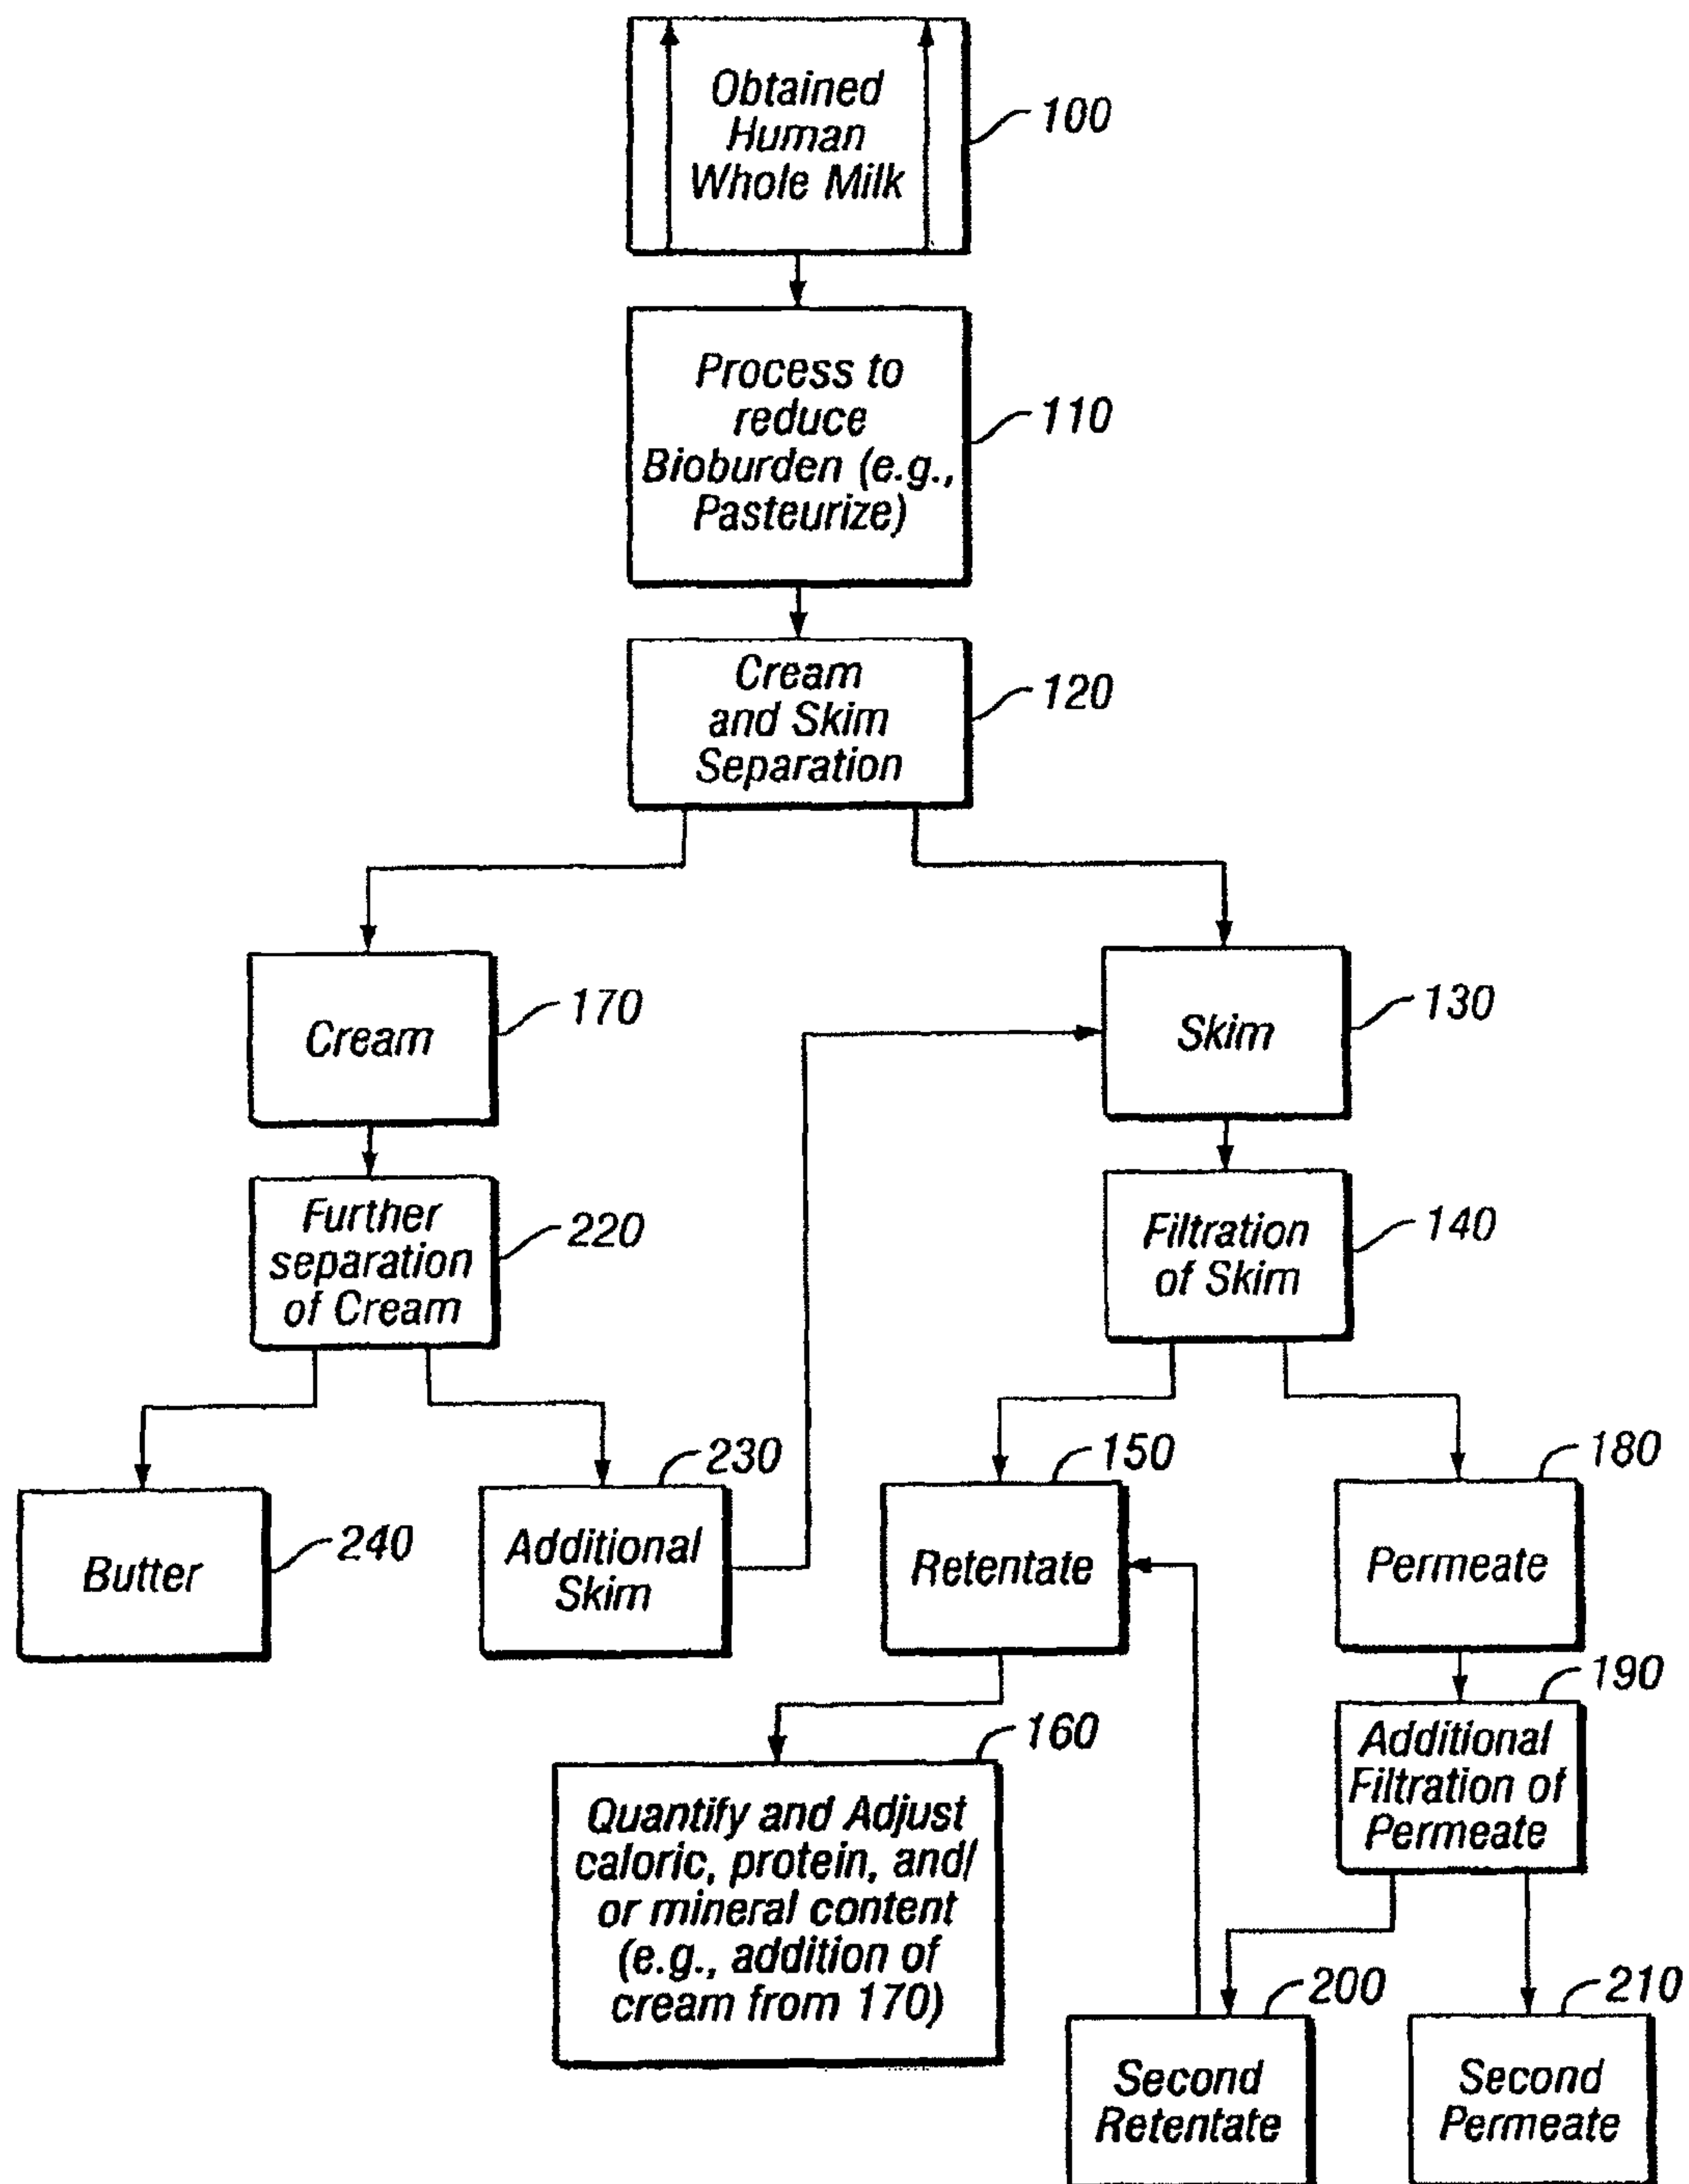 Obtained
Human
Whole Milk
100
Process to
reduce
Bioburden (e.g.,
Pasteurize)
110
Cream
and Skim
Separation
120
Cream
170
Skim
130
Further
separation
of Cream
220
Filtration
of Skim
140
Butter
240
Additional
Skim
230
Retentate
150
Permeate
180
Quantify and Adjust
caloric, protein, and/
or mineral content
(e.g., addition of
cream from 170)
160
Additional
Filtration of
Permeate
190
Second
Retentate
200
Second
Permeate
210